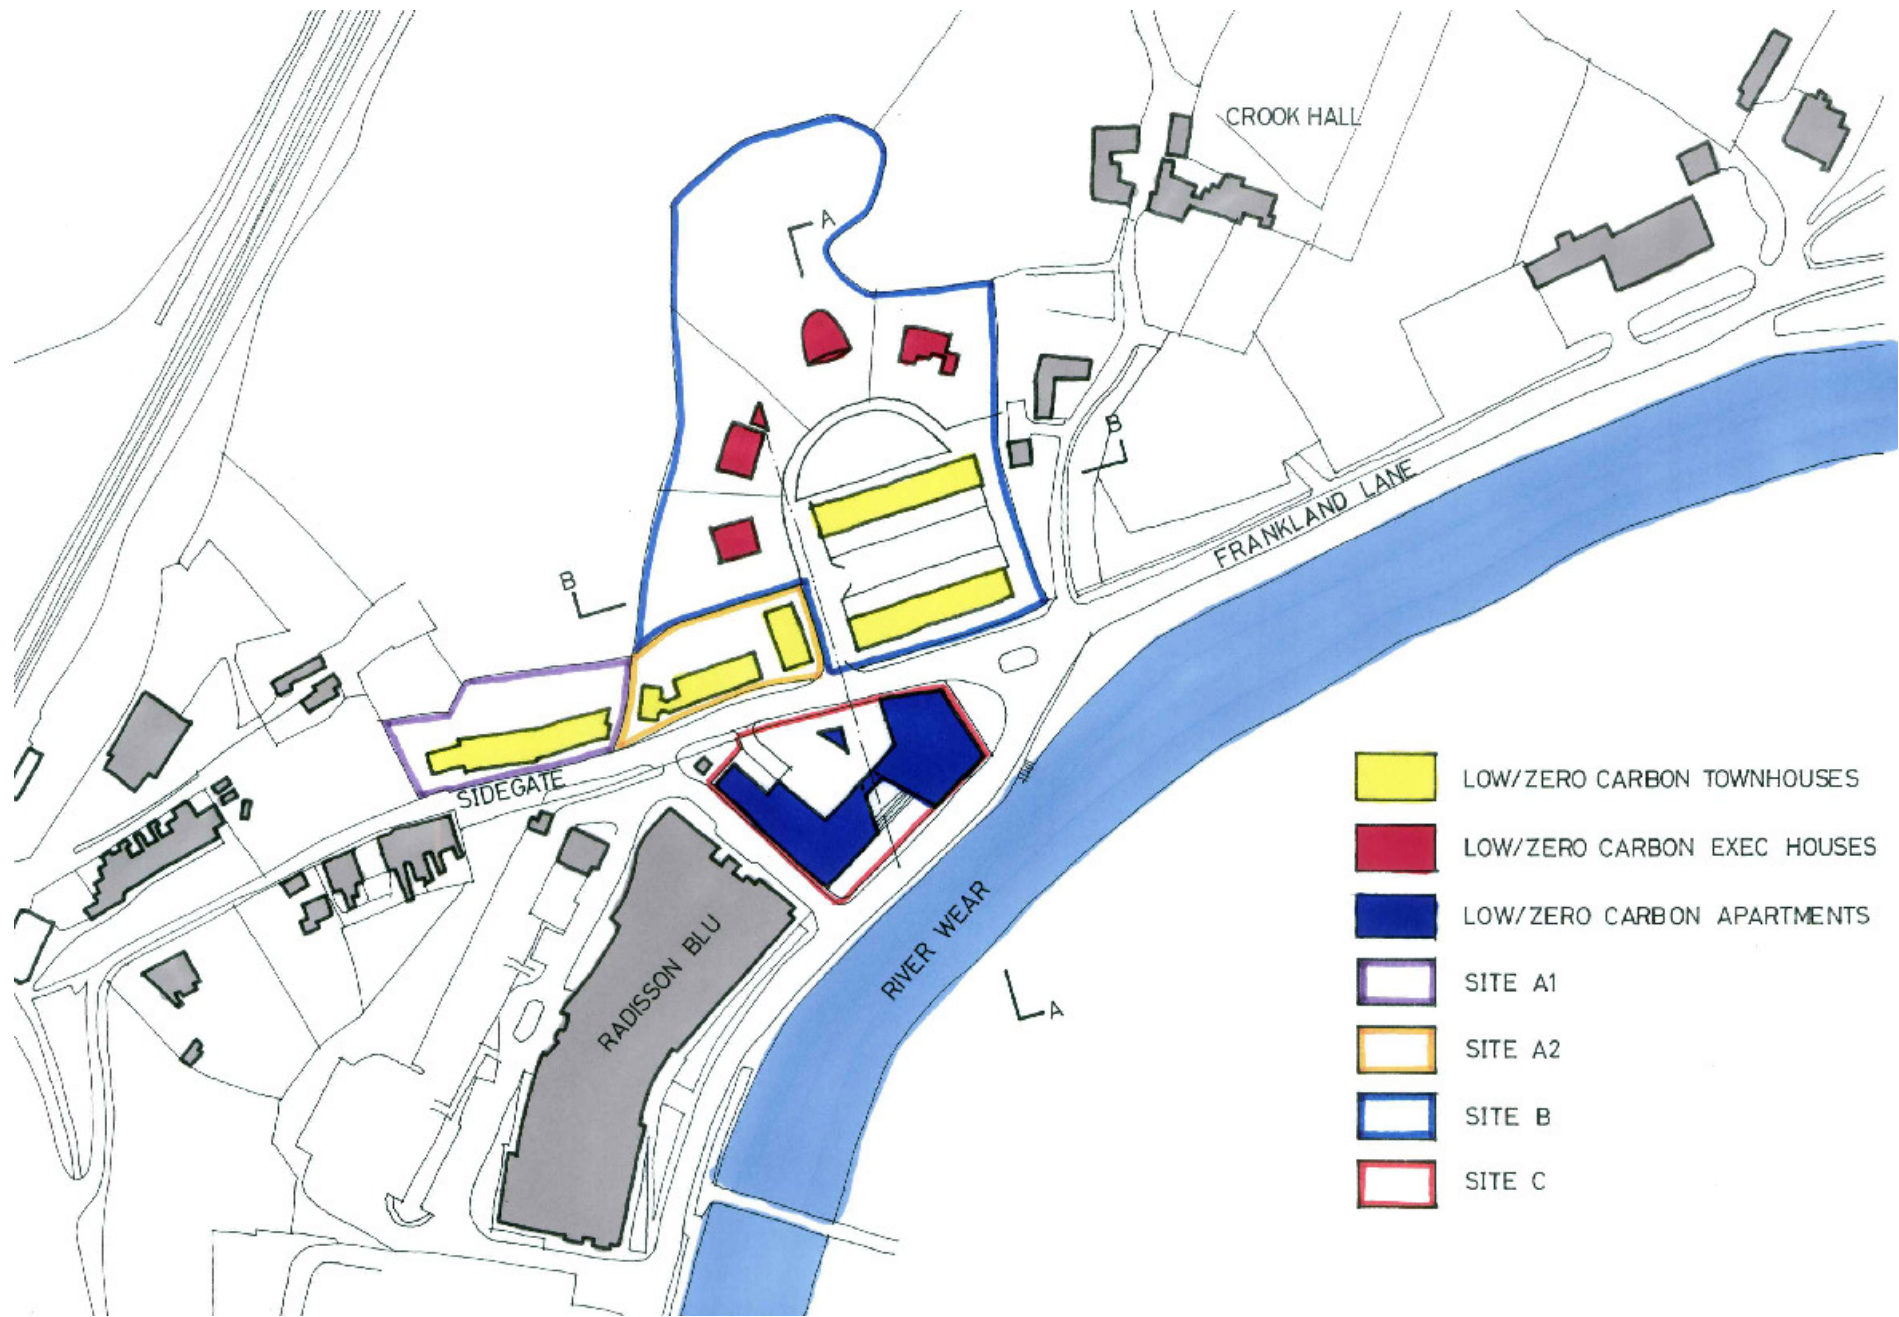 CROOK HALL
A
B
FRANKLAND LANE
B
SIDEGATE
RADISSON BLU
RIVER WEAR
A
LOW/ZERO CARBON TOWNHOUSES
LOW/ZERO CARBON EXEC HOUSES
LOW/ZERO CARBON APARTMENTS
SITE A1
SITE A2
SITE B
SITE C